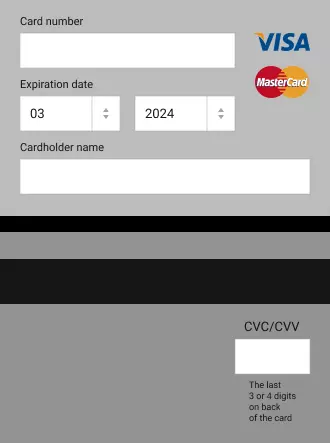 Card number
VISA
MasterCard
Expiration date
03
2024
Cardholder name
CVC/CVV
The last
3 or 4 digits
on back
of the card